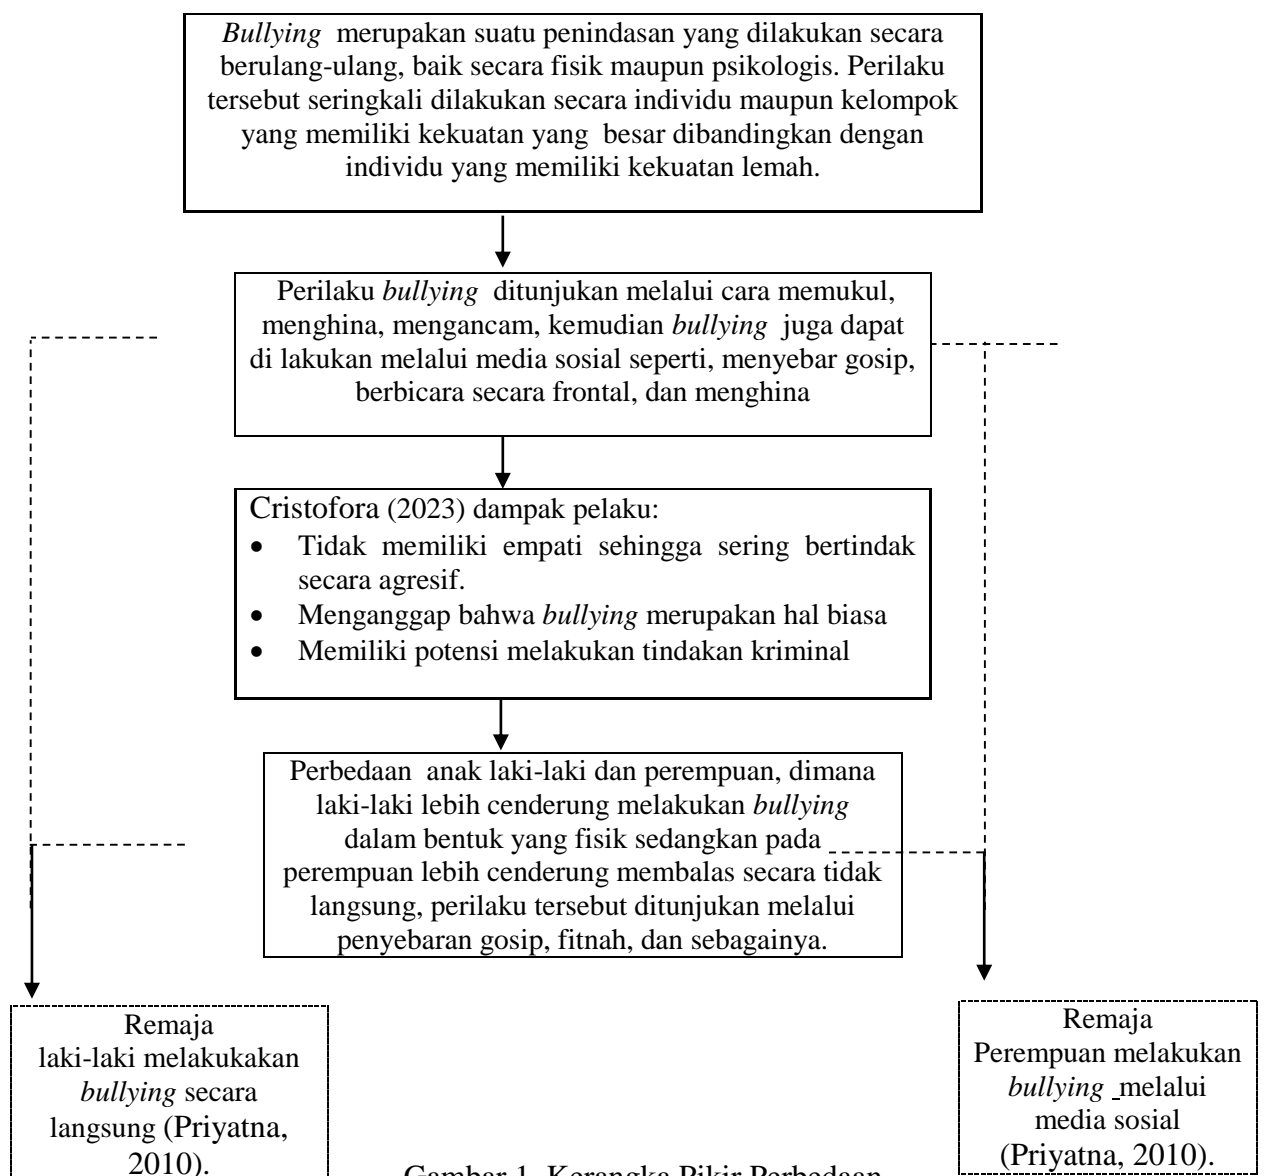 Bullying merupakan suatu penindasan yang dilakukan secara
berulang-ulang, baik secara fisik maupun psikologis. Perilaku
tersebut seringkali dilakukan secara individu maupun kelompok
yang memiliki kekuatan yang besar dibandingkan dengan
individu yang memiliki kekuatan lemah.
Perilaku bullying ditunjukan melalui cara memukul,
menghina, mengancam, kemudian bullying juga dapat
di lakukan melalui media sosial seperti, menyebar gosip,
berbicara secara frontal, dan menghina
Cristofora (2023) dampak pelaku:
• Tidak memiliki empati sehingga sering bertindak
secara agresif.
• Menganggap bahwa bullying merupakan hal biasa
• Memiliki potensi melakukan tindakan kriminal
Perbedaan anak laki-laki dan perempuan, dimana
laki-laki lebih cenderung melakukan bullying
dalam bentuk yang fisik sedangkan pada
perempuan lebih cenderung membalas secara tidak
langsung, perilaku tersebut ditunjukan melalui
penyebaran gosip, fitnah, dan sebagainya.
Remaja
laki-laki melakukakan
bullying secara
langsung (Priyatna,
2010).
Remaja
Perempuan melakukan
bullying melalui
media sosial
(Priyatna, 2010).
Gambar 1. Kerangka Pikir Perbedaan